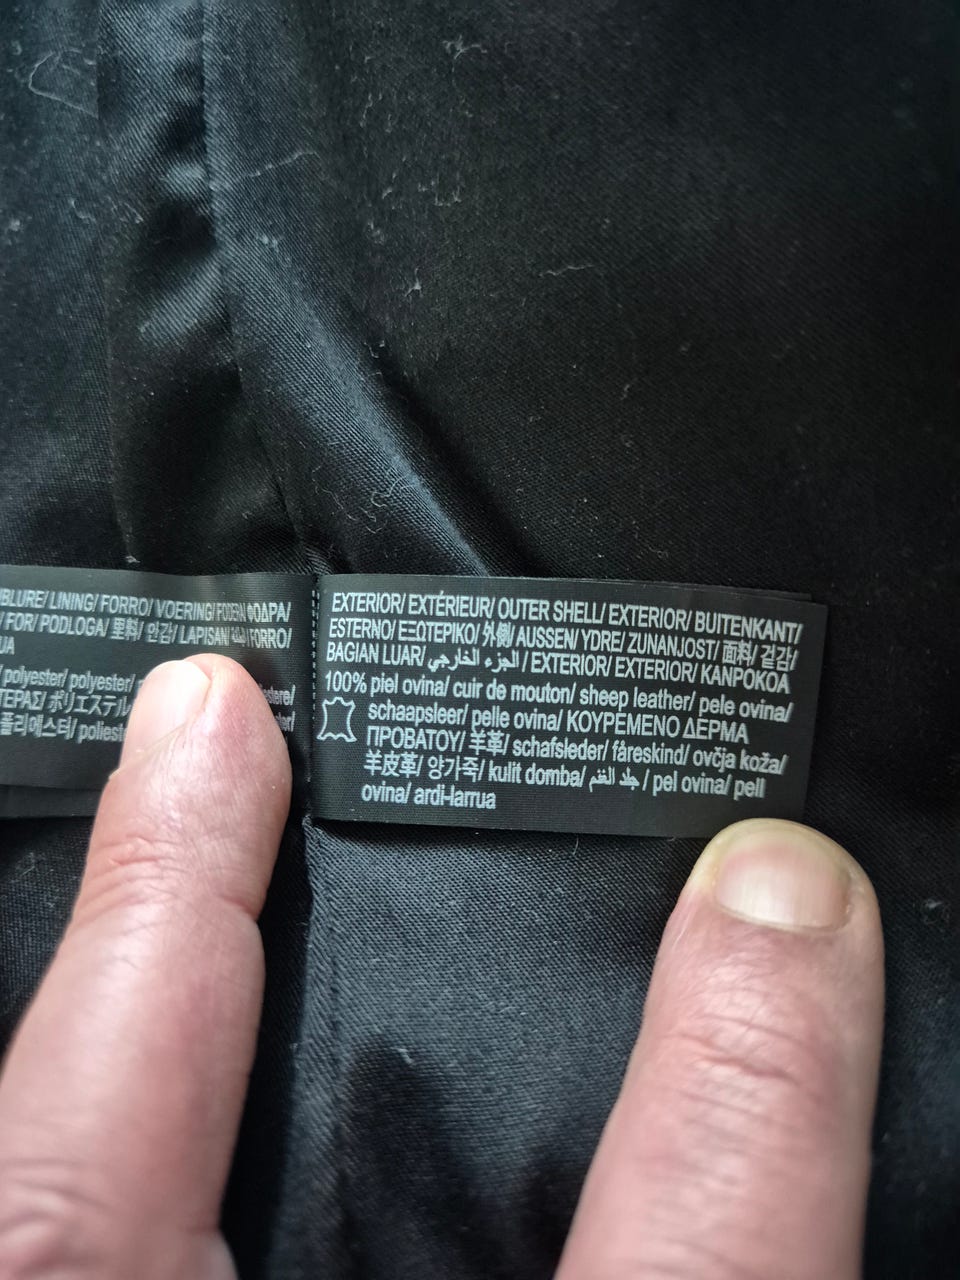 BLURE/ LINING/ FORRO/ VOERING/ FODERA/ ΦΟΔΡΑ/
/ FOR/ PODLOGA/ 里料/ 안감/ LAPISAN /FORRO/
UA
/ polyester/ polyester/
ΤΕΡΑΣ/ ポリエステル
폴리에스터/ poliest
EXTERIOR/ EXTÉRIEUR/ OUTER SHELL/ EXTERIOR/ BUITENKANT/
ESTERNO/ ΕΞΩΤΕΡΙΚΟ/ 外側/ AUSSEN/ YDRE/ ZUNANJOST/ 面料/ 겉감/
BAGIAN LUAR/ الجزء الخارجي / EXTERIOR/ EXTERIOR/ KANPOKOA
100% piel ovina/ cuir de mouton/ sheep leather/ pele ovina/
schaapsleer/ pelle ovina/ ΚΟΥΡΕΜΕΝΟ ΔΕΡΜΑ
ΠΡΟΒΑΤΟΥ/ 羊革/ schafsleder/ fåreskind/ ovčja koža/
羊皮革/ 양가죽/ kulit domba/ جلد الغنم / pel ovina/ pell
ovina/ ardi-larrua